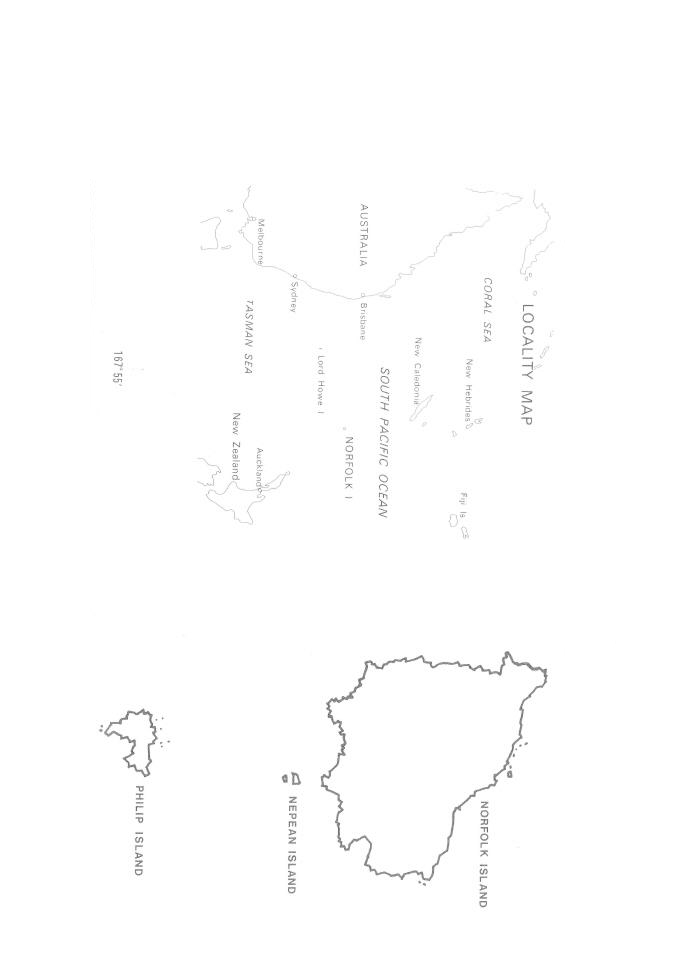 LOCALITY MAP
CORAL SEA
New Hebrides
Fiji Is
New Caledonia
SOUTH PACIFIC OCEAN
AUSTRALIA
Brisbane
NORFOLK I
Lord Howe I
Sydney
Melbourne
TASMAN SEA
Auckland
New Zealand
167° 55'
NORFOLK ISLAND
NEPEAN ISLAND
PHILIP ISLAND